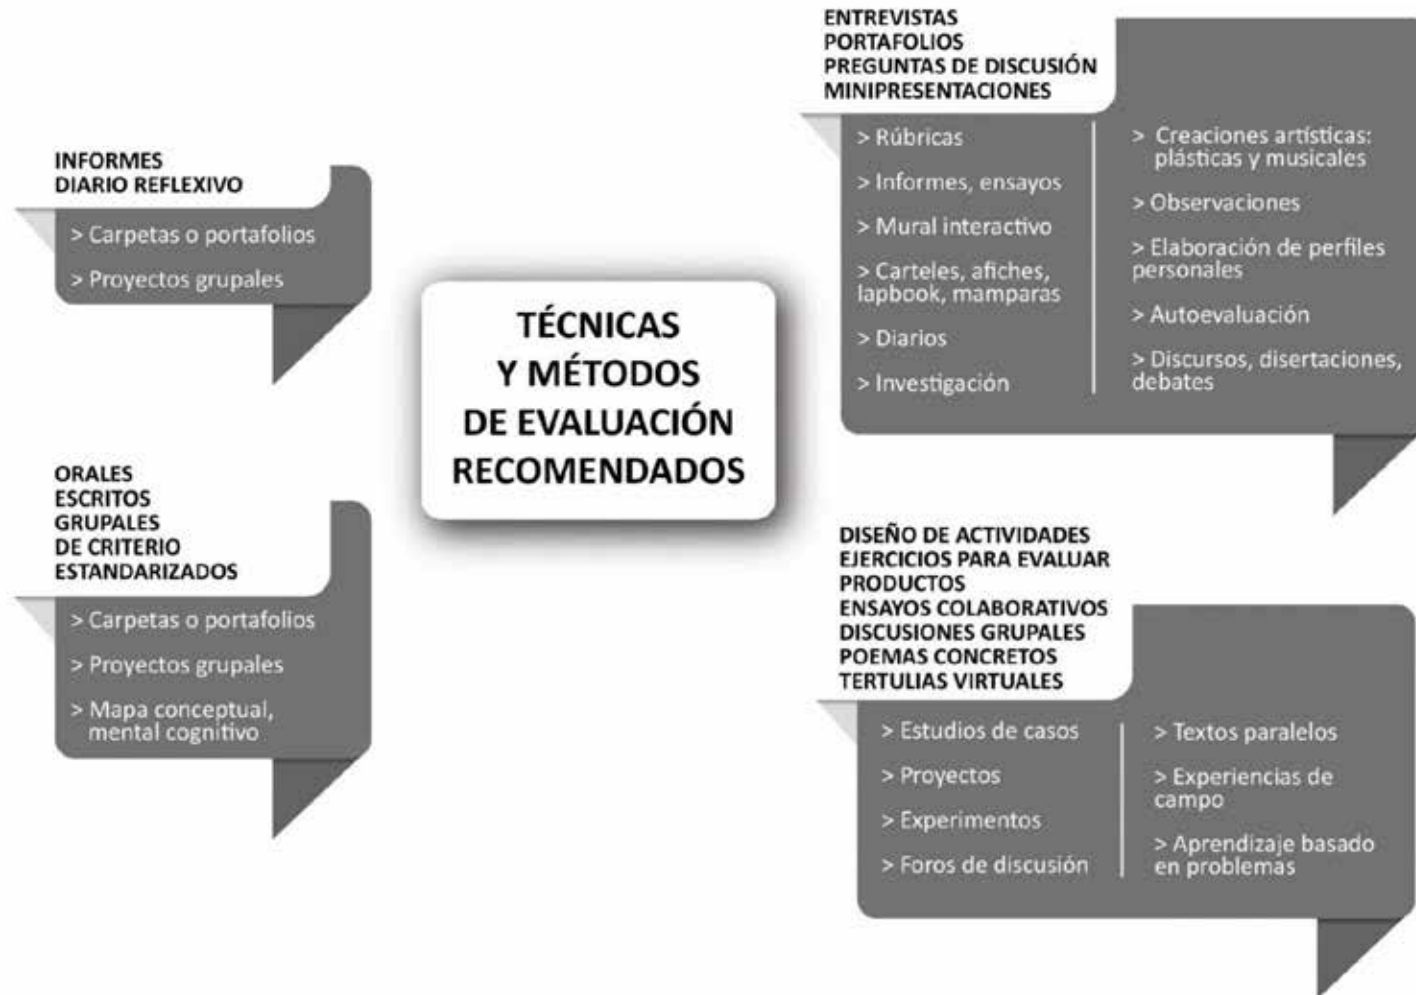 INFORMES
DIARIO REFLEXIVO
> Carpetas o portafolios
> Proyectos grupales
ORALES
ESCRITOS
GRUPALES
DE CRITERIO
ESTANDARIZADOS
> Carpetas o portafolios
> Proyectos grupales
> Mapa conceptual,
mental cognitivo
TÉCNICAS
Y MÉTODOS
DE EVALUACIÓN
RECOMENDADOS
ENTREVISTAS
PORTAFOLIOS
PREGUNTAS DE DISCUSIÓN
MINIPRESENTACIONES
> Rúbricas
> Informes, ensayos
> Mural interactivo
> Carteles, afiches,
lapbook, mamparas
> Diarios
> Investigación
> Creaciones artísticas:
plásticas y musicales
> Observaciones
> Elaboración de perfiles
personales
> Autoevaluación
> Discursos, disertaciones,
debates
DISEÑO DE ACTIVIDADES
EJERCICIOS PARA EVALUAR
PRODUCTOS
ENSAYOS COLABORATIVOS
DISCUSIONES GRUPALES
POEMAS CONCRETOS
TERTULIAS VIRTUALES
> Estudios de casos
> Proyectos
> Experimentos
> Foros de discusión
> Textos paralelos
> Experiencias de
campo
> Aprendizaje basado
en problemas